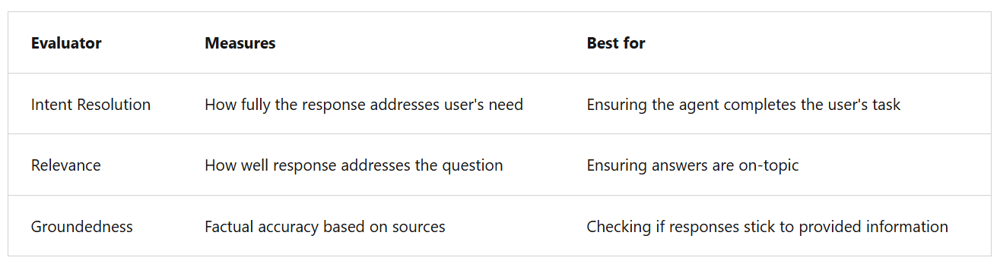 Evaluator Measures Best for
Intent Resolution How fully the response addresses user's need Ensuring the agent completes the user's task
Relevance How well response addresses the question Ensuring answers are on-topic
Groundedness Factual accuracy based on sources Checking if responses stick to provided information